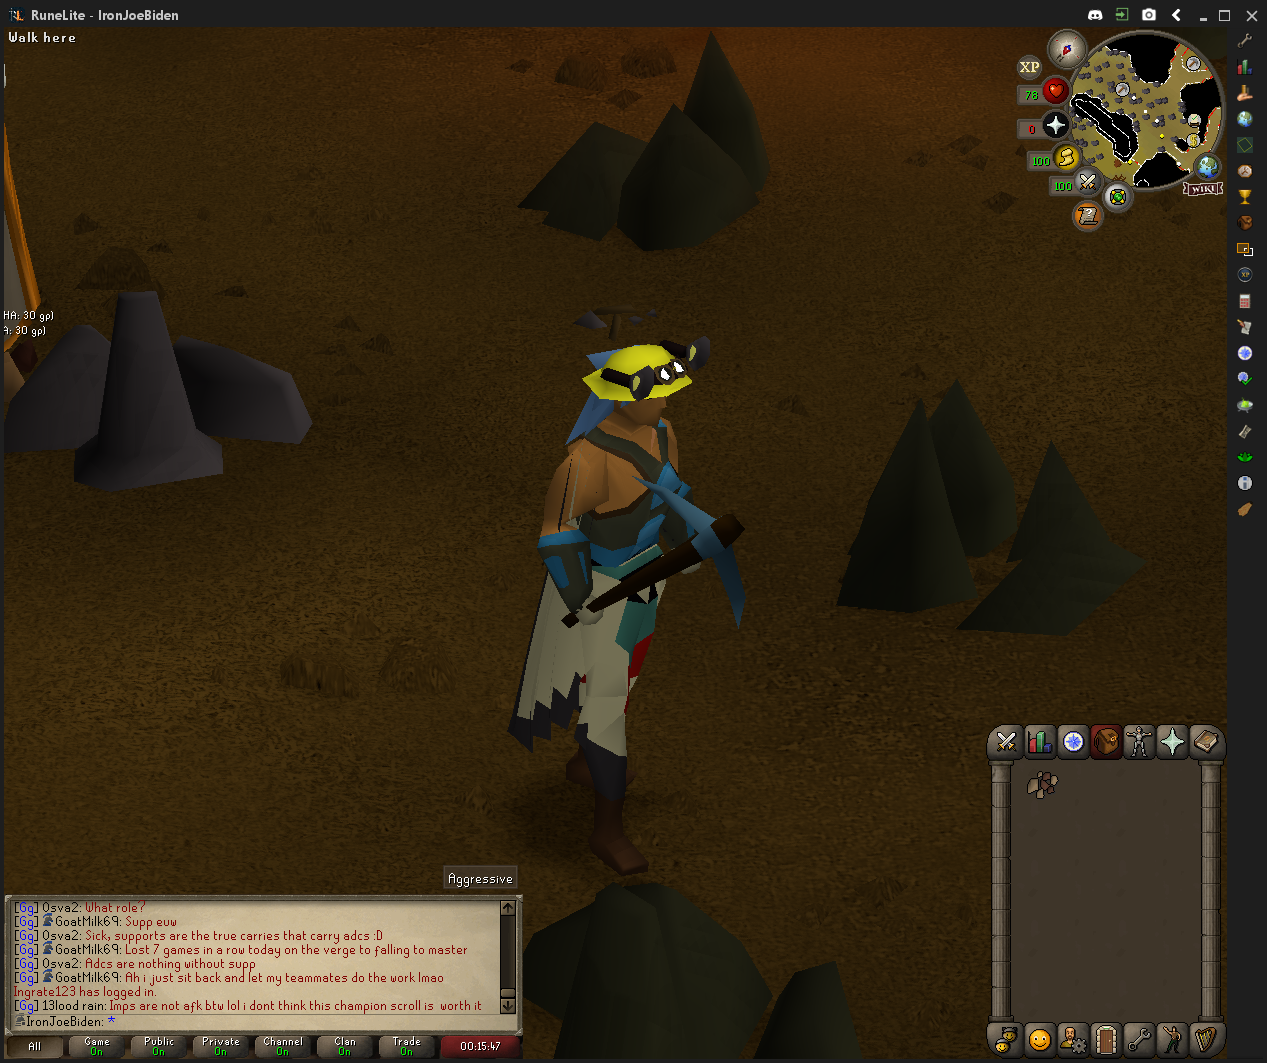 RuneLite - IronJoeBiden
Walk here
XP
78
0
100
100
WIKI
HA: 30 gp)
A: 30 gp)
Aggressive
[Gg] Osva2: What role?
[Gg] GoatMilk69: Supp euw
[Gg] Osva2: Sick, supports are the true carries that carry adcs :D
[Gg] GoatMilk69: Lost 7 games in a row today on the verge to falling to master
[Gg] Osva2: Adcs are nothing without supp
[Gg] GoatMilk69: Ah i just sit back and let my teammates do the work lmao
Ingrate123 has logged in.
[Gg] 13lood rain: Imps are not afk btw lol i dont think this champion scroll is worth it
IronJoeBiden: *
All Game Public Private Channel Clan Trade 00:15:47
On On On On On On